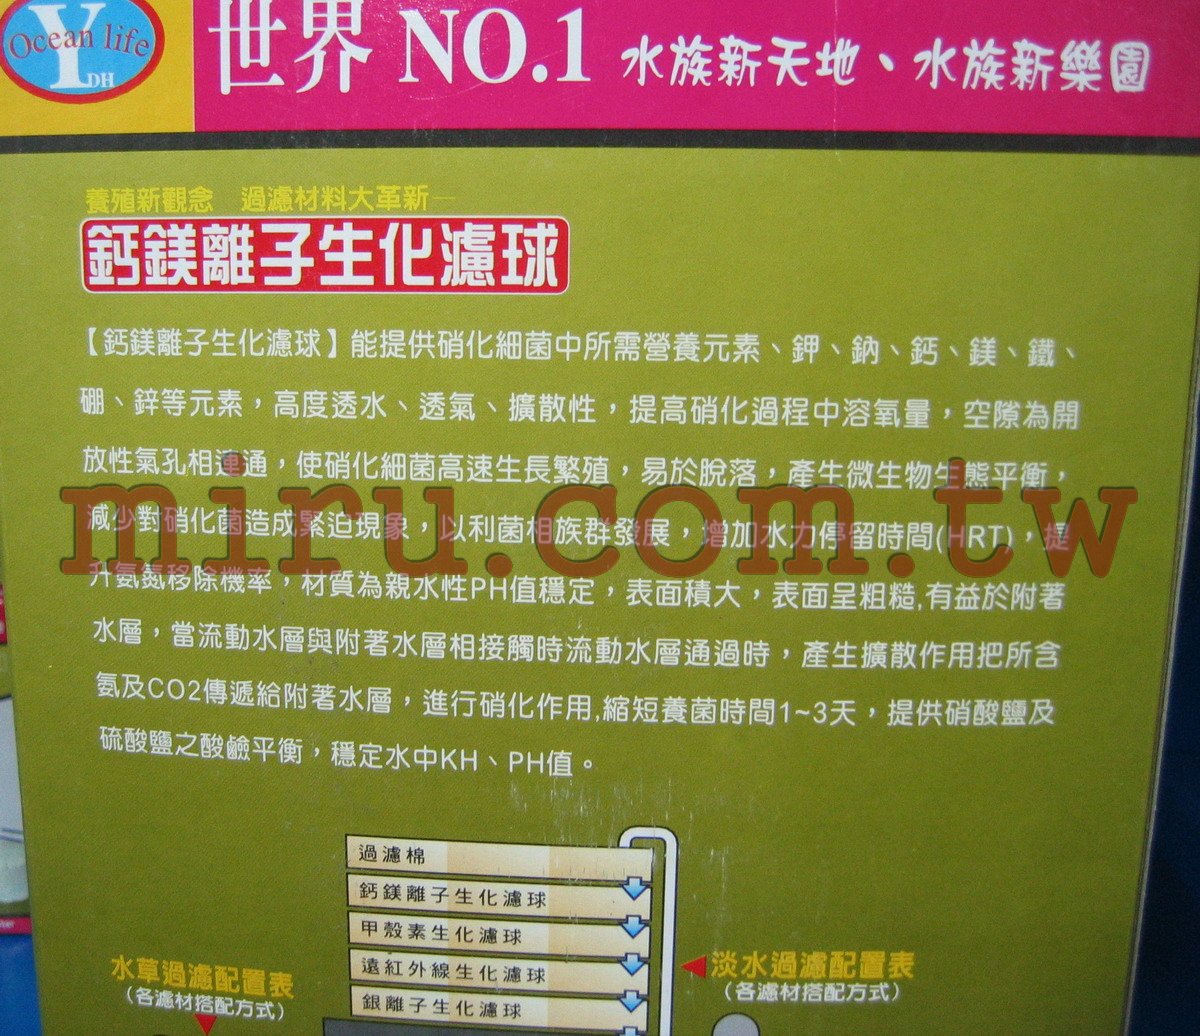 Ocean life
Y
DH
世界 NO.1 水族新天地、水族新樂園
養殖新觀念 過濾材料大革新—
鈣鎂離子生化濾球
【鈣鎂離子生化濾球】能提供硝化細菌中所需營養元素、鉀、鈉、鈣、鎂、鐵、
硼、鋅等元素，高度透水、透氣、擴散性，提高硝化過程中溶氧量，空隙為開
放性氣孔相連通，使硝化細菌高速生長繁殖，易於脫落，產生微生物生態平衡，
減少對硝化菌造成緊迫現象，以利菌相族群發展，增加水力停留時間(HRT)，提
升氨氮移除機率，材質為親水性PH值穩定，表面積大，表面呈粗糙,有益於附著
水層，當流動水層與附著水層相接觸時流動水層通過時，產生擴散作用把所含
氨及CO2傳遞給附著水層，進行硝化作用,縮短養菌時間1~3天，提供硝酸鹽及
硫酸鹽之酸鹼平衡，穩定水中KH、PH值。
miru.com.tw
過濾棉
鈣鎂離子生化濾球
甲殼素生化濾球
遠紅外線生化濾球
銀離子生化濾球
水草過濾配置表
(各濾材搭配方式)
淡水過濾配置表
(各濾材搭配方式)